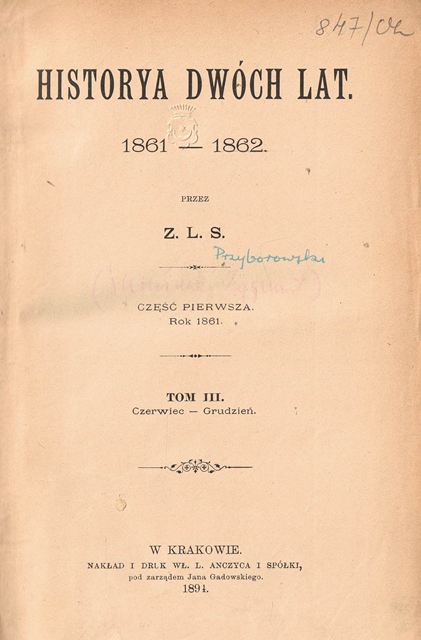 847/
HISTORYA DWÓCH LAT.
1861 — 1862.
PRZEZ
Z. L. S.
Przyborowski
CZĘŚĆ PIERWSZA.
Rok 1861.
TOM III.
Czerwiec — Grudzień.
W KRAKOWIE.
NAKŁAD I DRUK WŁ. L. ANCZYCA I SPÓŁKI,
pod zarządem Jana Gadowskiego.
1894.